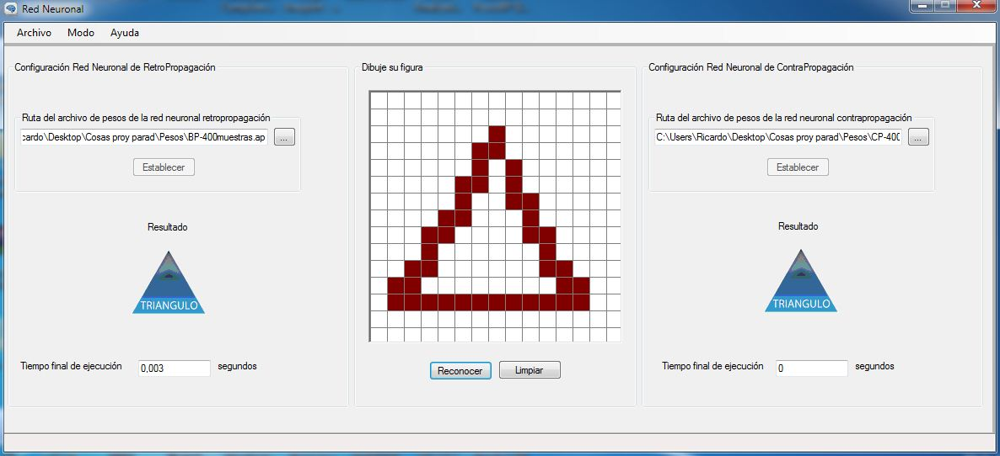 Red Neuronal
Archivo Modo Ayuda
Configuración Red Neuronal de RetroPropagación
Ruta del archivo de pesos de la red neuronal retropropagación
cardo\Desktop\Cosas proy parad\Pesos\BP-400muestras.ap
...
Establecer
Resultado
TRIANGULO
Tiempo final de ejecución 0,003 segundos
Dibuje su figura
Reconocer Limpiar
Configuración Red Neuronal de ContraPropagación
Ruta del archivo de pesos de la red neuronal contrapropagación
C:\Users\Ricardo\Desktop\Cosas proy parad\Pesos\CP-400
...
Establecer
Resultado
TRIANGULO
Tiempo final de ejecución 0 segundos